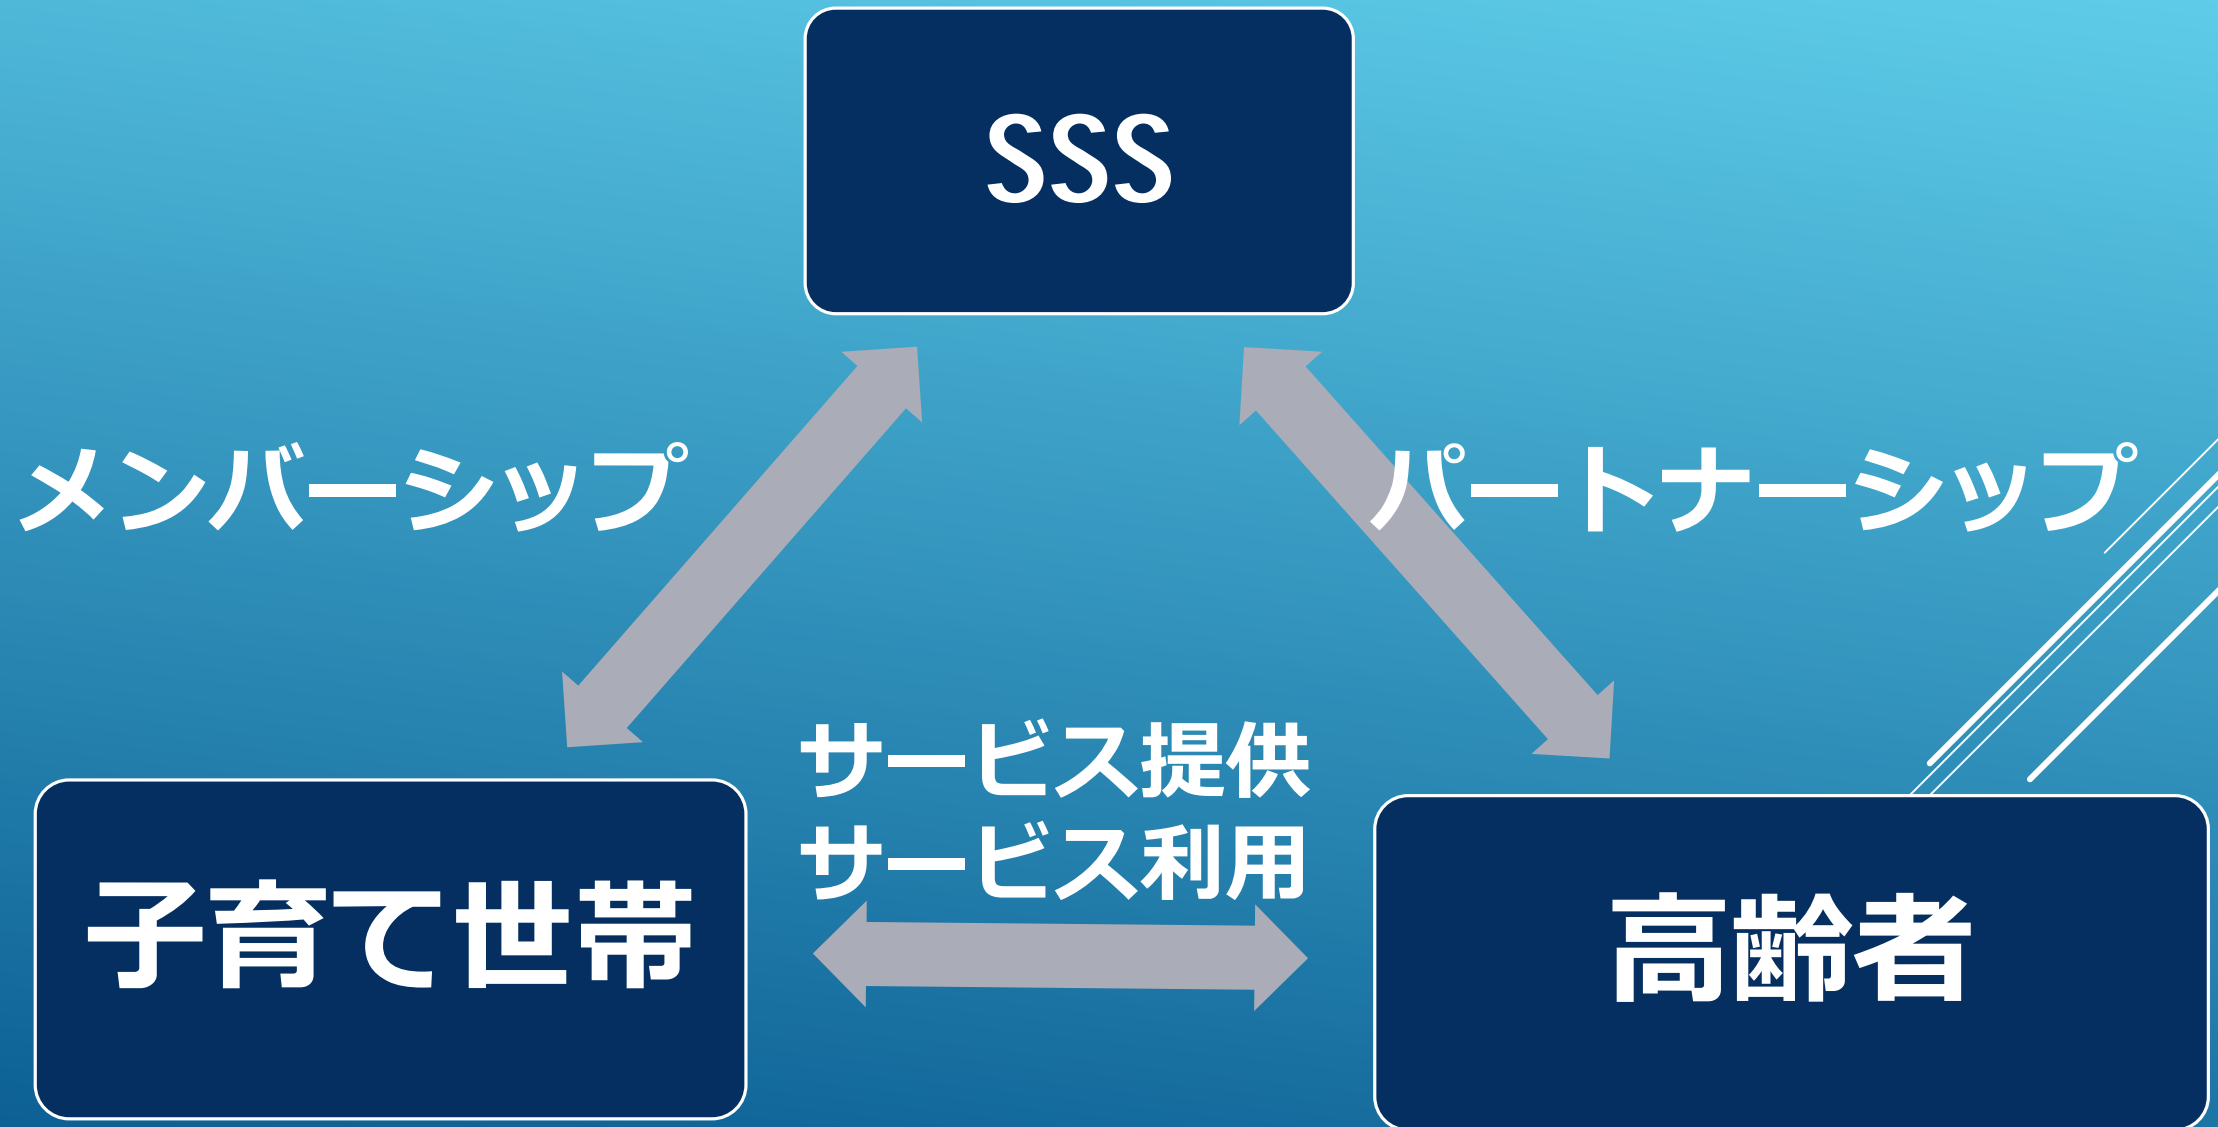 SSS
メンバーシップ
パートナーシップ
サービス提供
サービス利用
子育て世帯
高齢者